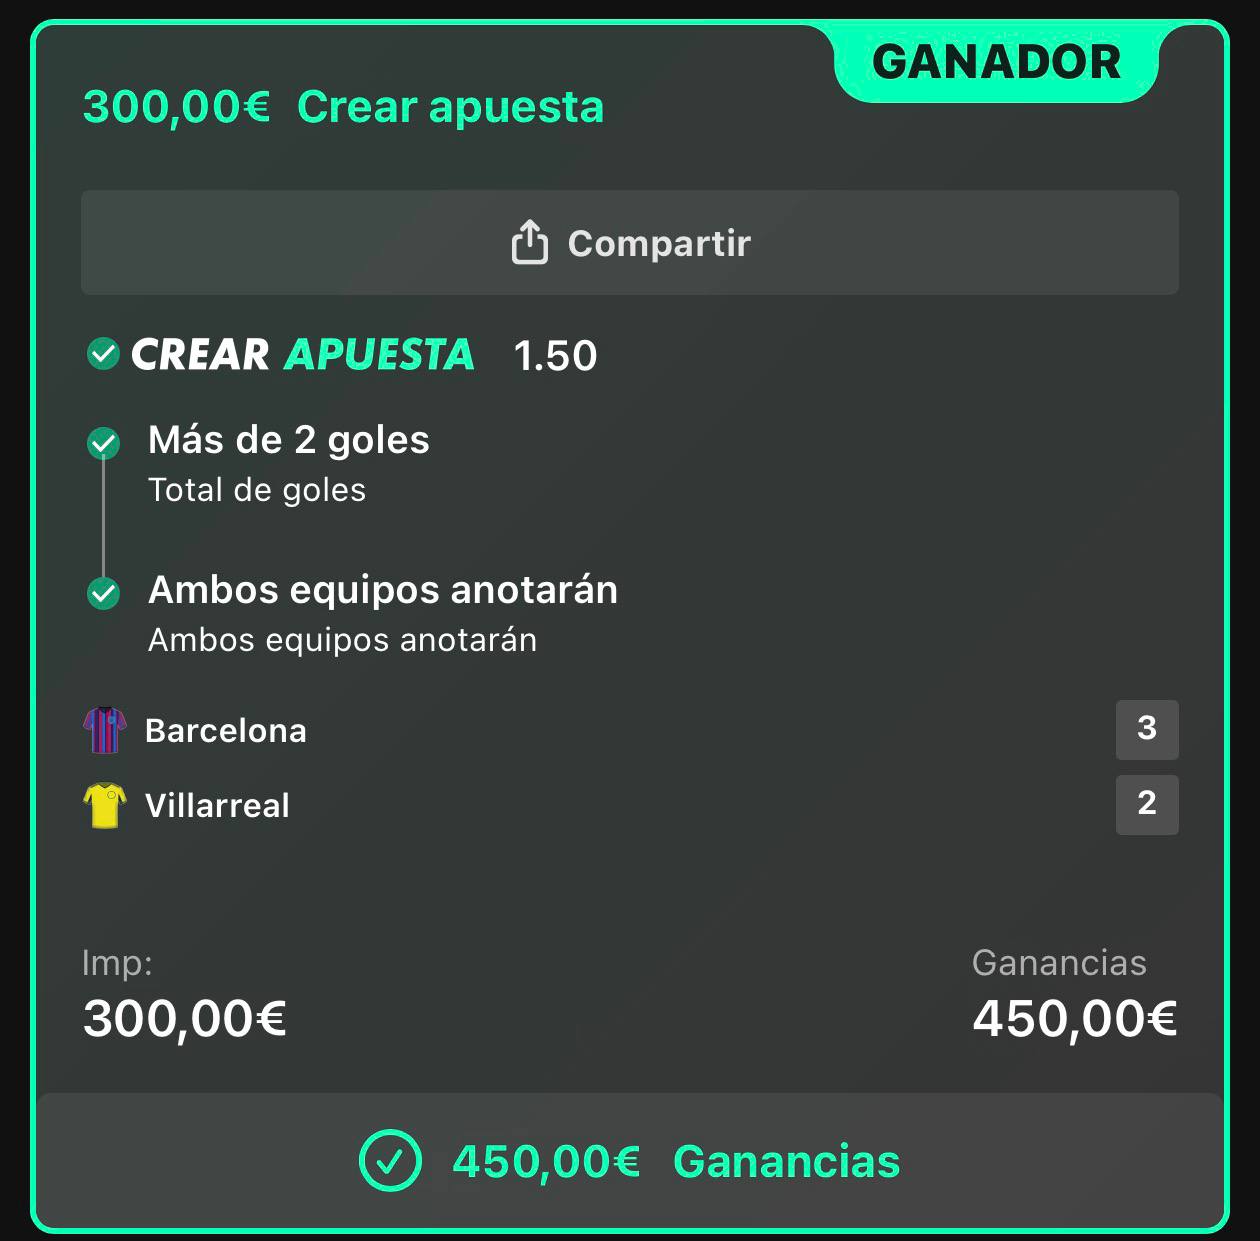 GANADOR
300,00€ Crear apuesta
Compartir
CREAR APUESTA 1.50
Más de 2 goles
Total de goles
Ambos equipos anotarán
Ambos equipos anotarán
Barcelona 3
Villarreal 2
Imp: Ganancias
300,00€ 450,00€
450,00€ Ganancias